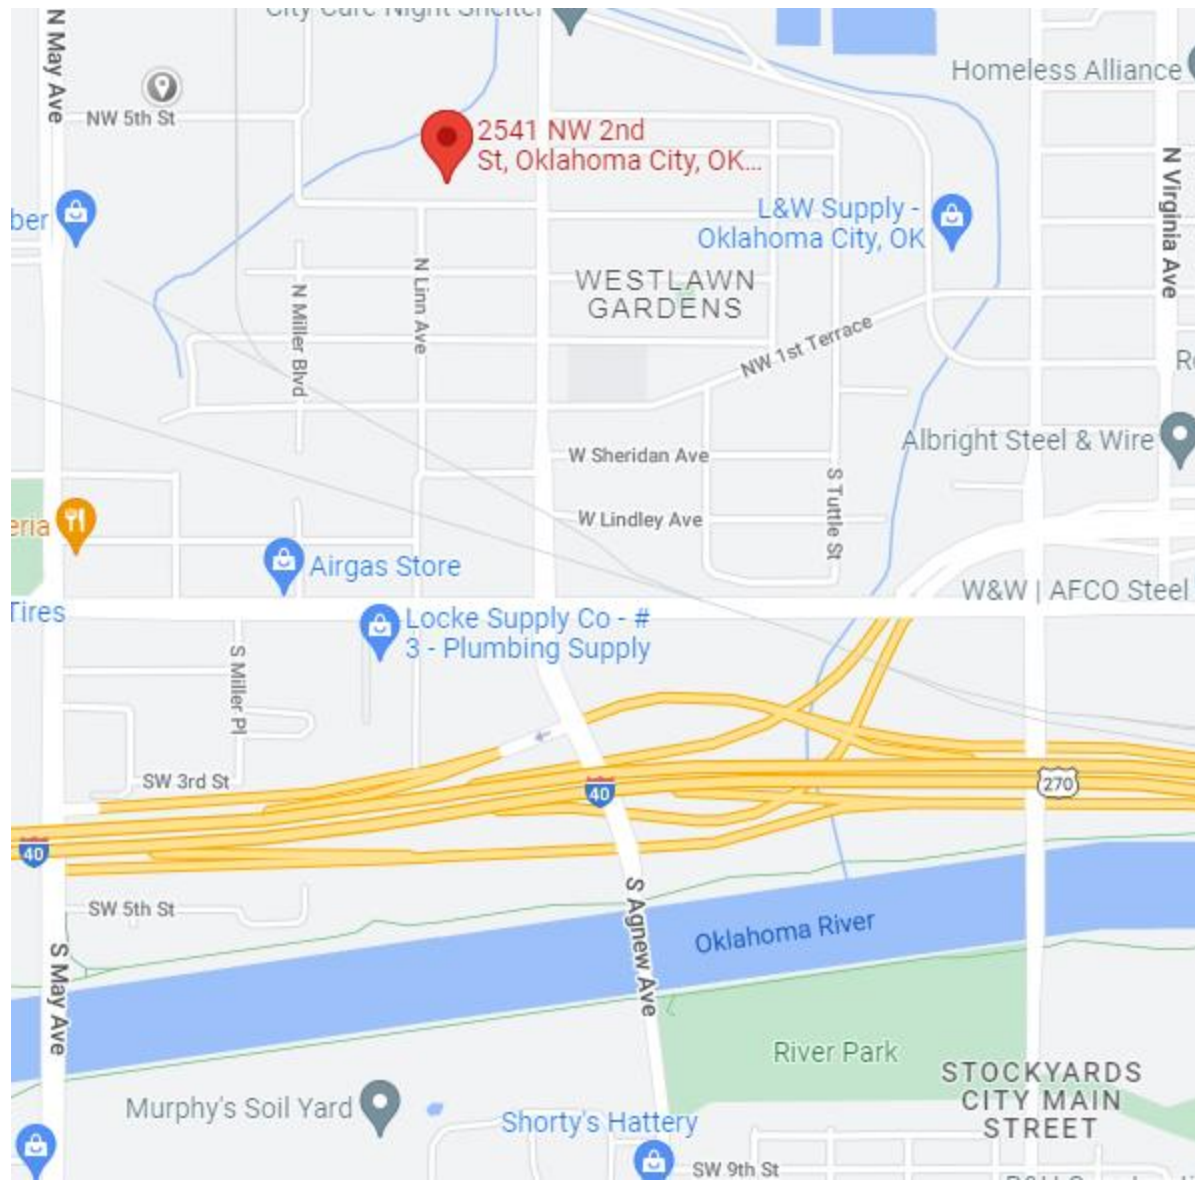 City Care Night Shelter
N May Ave
Homeless Alliance
NW 5th St
2541 NW 2nd
St, Oklahoma City, OK...
N Virginia Ave
ber
L&W Supply -
Oklahoma City, OK
WESTLAWN
GARDENS
N Linn Ave
N Miller Blvd
NW 1st Terrace
Albright Steel & Wire
W Sheridan Ave
S Tuttle St
W Lindley Ave
eria
Airgas Store
W&W | AFCO Steel
Tires
Locke Supply Co - #
3 - Plumbing Supply
S Miller Pl
SW 3rd St
40
270
40
SW 5th St
S Agnew Ave
Oklahoma River
S May Ave
River Park
STOCKYARDS
CITY MAIN
STREET
Murphy's Soil Yard
Shorty's Hattery
SW 9th St